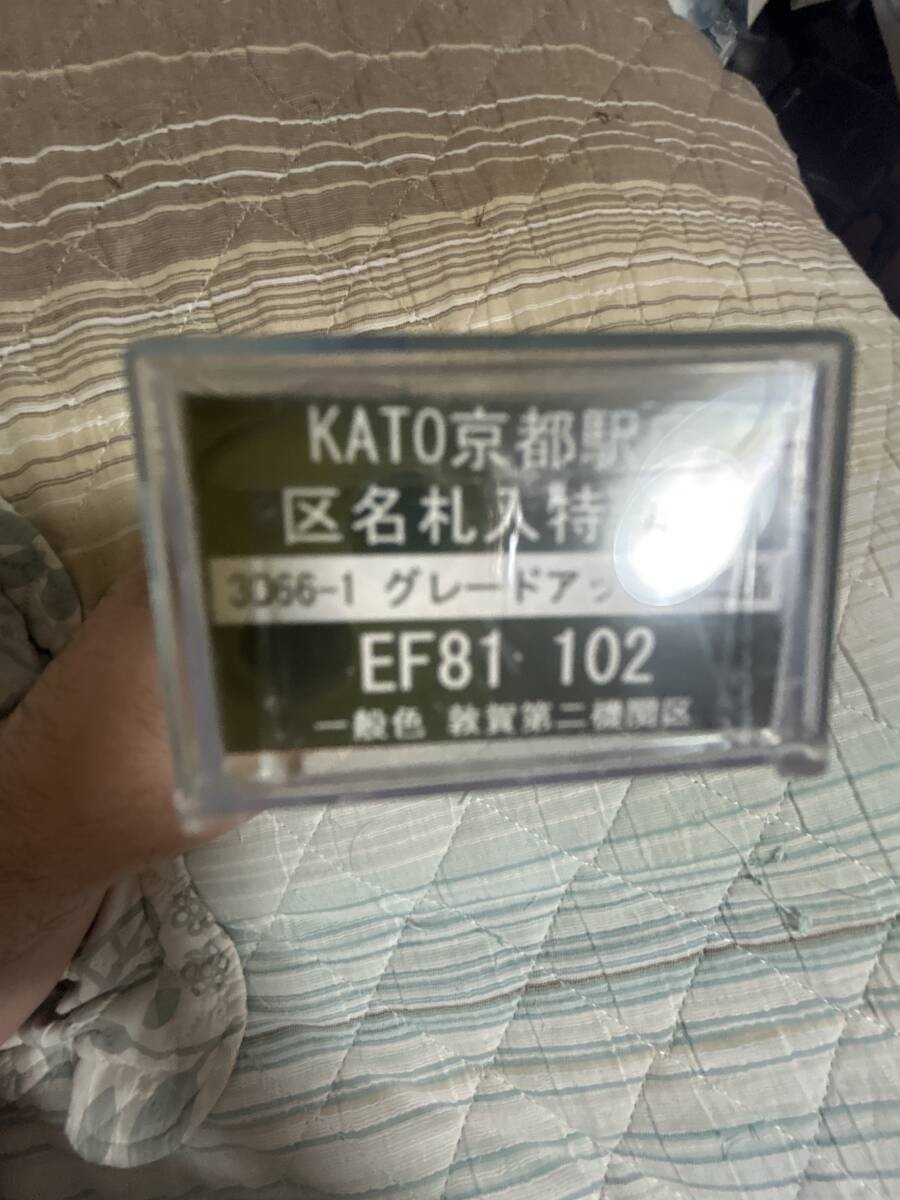 KATO京都駅
区名札入特
3066-1 グレードアッ
EF81 102
一般色 敦賀第二機関区